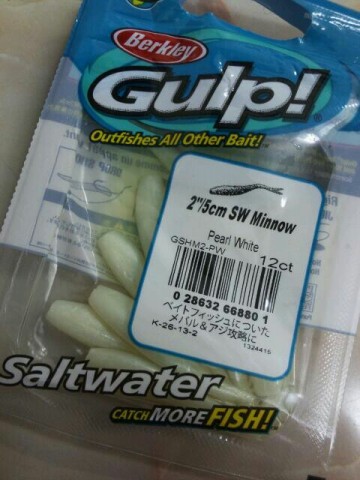 Berkley
Gulp!
Outfishes All Other Bait!
2"/5cm SW Minnow
Pearl White
GSHM2-PW
12ct
0 28632 66880 1
ベイトフィッシュについた
メバル&アジ攻略に
K-26-13-2
1324415
Saltwater
CATCH MORE FISH!